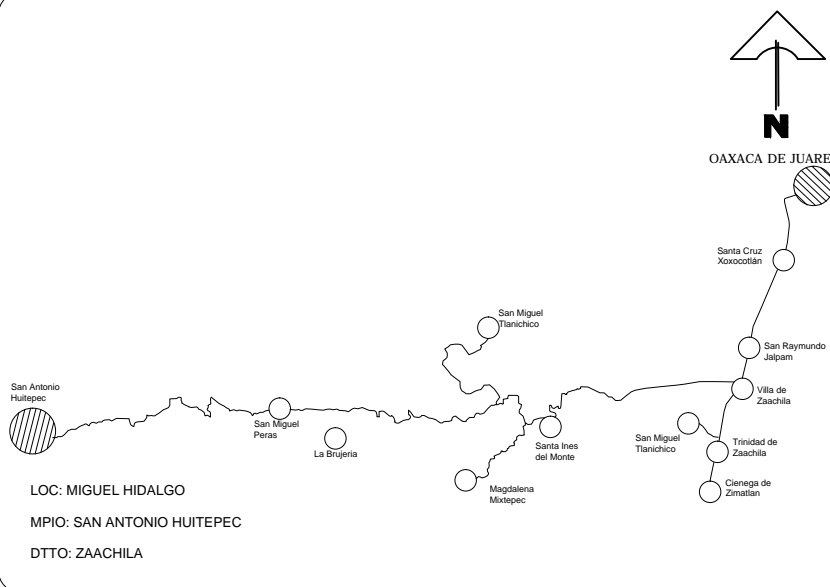 N
OAXACA DE JUARE
Santa Cruz
Xoxocotlán
San Miguel
Tlanichico
San Raymundo
Jalpam
San Antonio
Huitepec
Villa de
Zaachila
San Miguel
Peras
La Brujeria
Santa Ines
del Monte
San Miguel
Tlanichico
Trinidad de
Zaachila
Magdalena
Mixtepec
Cienega de
Zimatlan
LOC: MIGUEL HIDALGO
MPIO: SAN ANTONIO HUITEPEC
DTTO: ZAACHILA